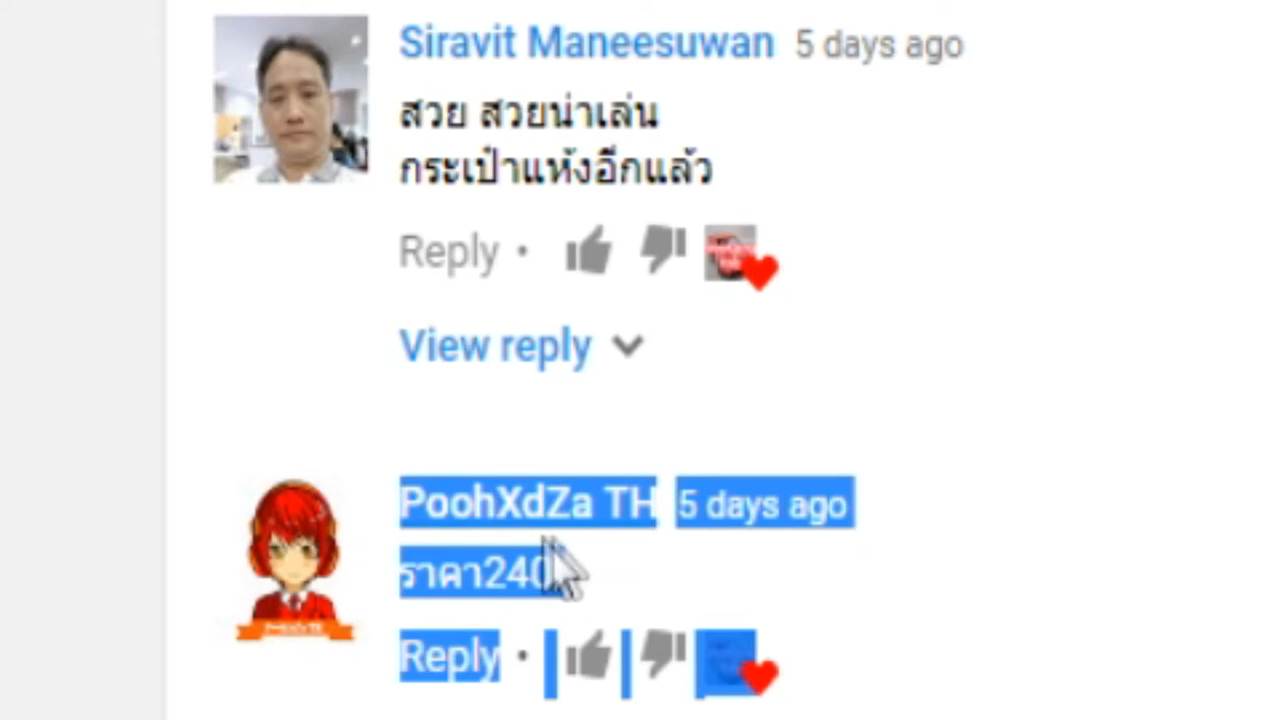 Siravit Maneesuwan 5 days ago
สวย สวยน่าเล่น
กระเป๋าแห้งอีกแล้ว
Reply •
View reply
PoohXdZa TH 5 days ago
ราคา240
Reply •